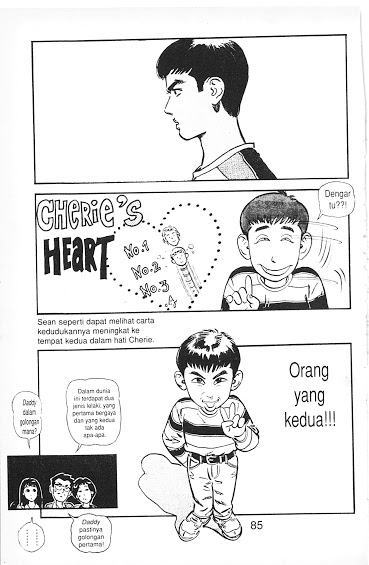 CHERIE'S
HEART
No.1
No.2
No.3
.4
Dengar
tu??!
Sean seperti dapat melihat carta
kedudukannya meningkat ke
tempat kedua dalam hati Cherie.
Orang
yang
kedua!!!
Dalam dunia
ini terdapat dua
jenis lelaki; yang
pertama bergaya
dan yang kedua
tak ada
apa-apa.
Daddy
dalam
golongan
mana?
Daddy
pastinya
golongan
pertama!
85